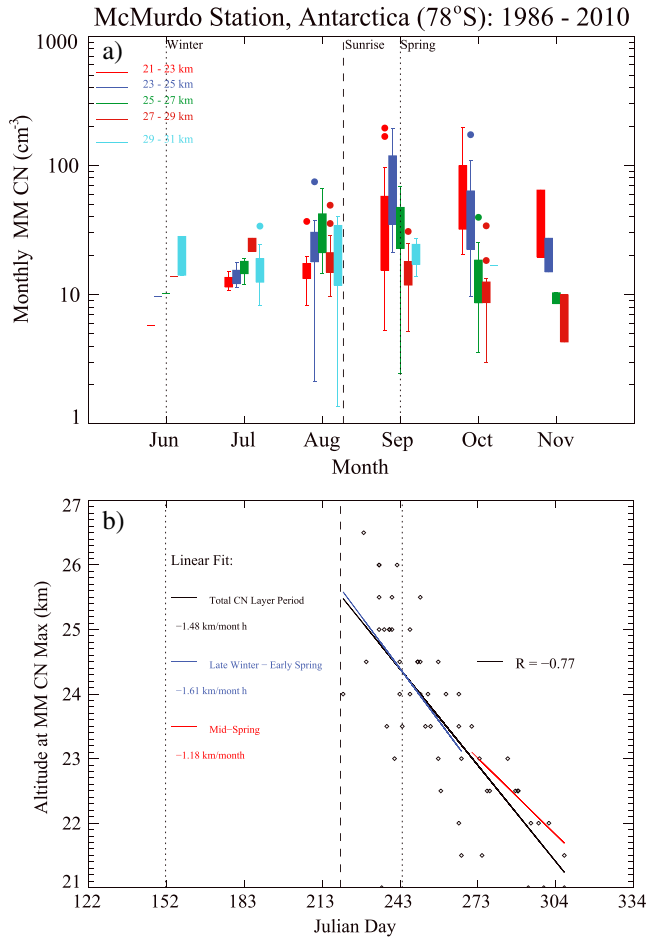 McMurdo Station, Antarctica (78°S): 1986 - 2010
a)
Winter
Sunrise
Spring
21 - 23 km
23 - 25 km
25 - 27 km
27 - 29 km
29 - 31 km
Monthly MM CN (cm⁻³)
1000
100
10
1
Jun Jul Aug Sep Oct Nov
Month
b)
Altitude at MM CN Max (km)
27
26
25
24
23
22
21
Linear Fit:
Total CN Layer Period
−1.48 km/mont h
Late Winter − Early Spring
−1.61 km/mont h
Mid−Spring
−1.18 km/month
R = −0.77
122 152 183 213 243 273 304 334
Julian Day